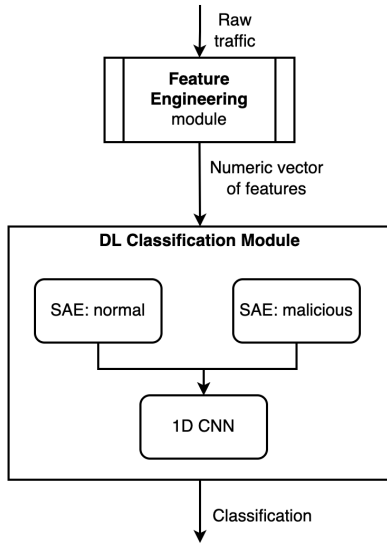 Raw
traffic
Feature
Engineering
module
Numeric vector
of features
DL Classification Module
SAE: normal
SAE: malicious
1D CNN
Classification